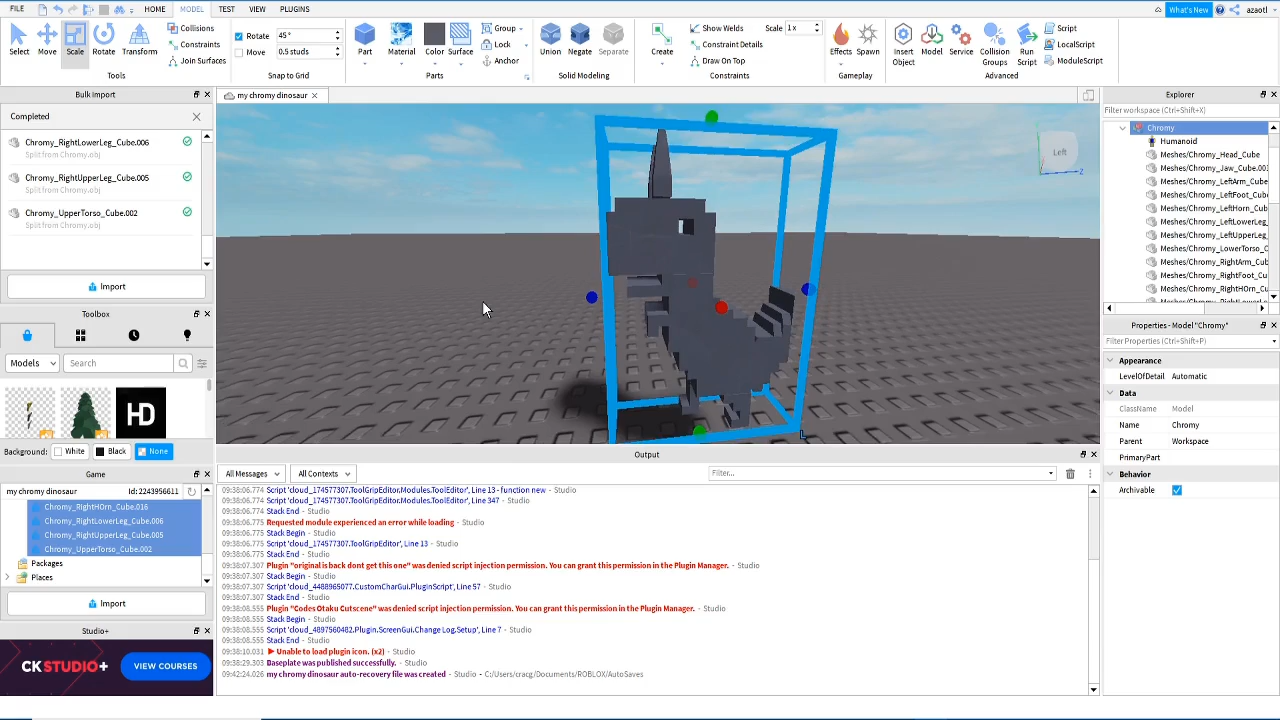 FILE HOME MODEL TEST VIEW PLUGINS What's New azaotl
Select Move Scale Rotate Transform
Collisions
Constraints
Join Surfaces
Tools
Rotate 45°
Move 0.5 studs
Snap to Grid
Part Material Color Surface
Group
Lock
Anchor
Parts
Union Negate Separate
Solid Modeling
Create
Show Welds Scale 1x
Constraint Details
Draw On Top
Constraints
Effects Spawn
Gameplay
Insert Object Model Service Collision Groups Run Script
Script
LocalScript
ModuleScript
Advanced
Bulk Import
Completed
Chromy_RightLowerLeg_Cube.006
Split from Chromy.obj
Chromy_RightUpperLeg_Cube.005
Split from Chromy.obj
Chromy_UpperTorso_Cube.002
Split from Chromy.obj
Import
Toolbox
Models Search
HD
Background: White Black None
Game
my chromy dinosaur Id: 2243956611
Chromy_RightHOrn_Cube.016
Chromy_RightLowerLeg_Cube.006
Chromy_RightUpperLeg_Cube.005
Chromy_UpperTorso_Cube.002
Packages
Places
Import
Studio+
CKSTUDIO+ VIEW COURSES
my chromy dinosaur
Left
Z
L
Output
All Messages All Contexts Filter...
09:38:06.774 Script 'cloud_174577307.ToolGripEditor.Modules.ToolEditor', Line 13 - function new - Studio
09:38:06.774 Script 'cloud_174577307.ToolGripEditor.Modules.ToolEditor', Line 347 - Studio
09:38:06.774 Stack End - Studio
09:38:06.775 Requested module experienced an error while loading - Studio
09:38:06.775 Stack Begin - Studio
09:38:06.775 Script 'cloud_174577307.ToolGripEditor', Line 13 - Studio
09:38:06.775 Stack End - Studio
09:38:07.307 Plugin "original is back dont get this one" was denied script injection permission. You can grant this permission in the Plugin Manager. - Studio
09:38:07.307 Stack Begin - Studio
09:38:07.307 Script 'cloud_4488965077.CustomCharGui.PluginScript', Line 57 - Studio
09:38:07.307 Stack End - Studio
09:38:08.555 Plugin "Codes Otaku Cutscene" was denied script injection permission. You can grant this permission in the Plugin Manager. - Studio
09:38:08.555 Stack Begin - Studio
09:38:08.555 Script 'cloud_4897560482.Plugin.ScreenGui.Change Log.Setup', Line 7 - Studio
09:38:08.555 Stack End - Studio
09:38:10.031 Unable to load plugin icon. (x2) - Studio
09:38:29.303 Baseplate was published successfully. - Studio
09:42:24.026 my chromy dinosaur auto-recovery file was created - Studio - C:/Users/cracg/Documents/ROBLOX/AutoSaves
Explorer
Filter workspace (Ctrl+Shift+X)
Chromy
Humanoid
Meshes/Chromy_Head_Cube
Meshes/Chromy_Jaw_Cube.001
Meshes/Chromy_LeftArm_Cube
Meshes/Chromy_LeftFoot_Cube
Meshes/Chromy_LeftHorn_Cub
Meshes/Chromy_LeftLowerLeg
Meshes/Chromy_LeftUpperLeg
Meshes/Chromy_LowerTorso_C
Meshes/Chromy_RightArm_Cub
Meshes/Chromy_RightFoot_Cub
Meshes/Chromy_RightHOrn_Cu
Meshes/Chromy_RightLowerLe
Properties - Model "Chromy"
Filter Properties (Ctrl+Shift+P)
Appearance
LevelOfDetail Automatic
Data
ClassName Model
Name Chromy
Parent Workspace
PrimaryPart
Behavior
Archivable